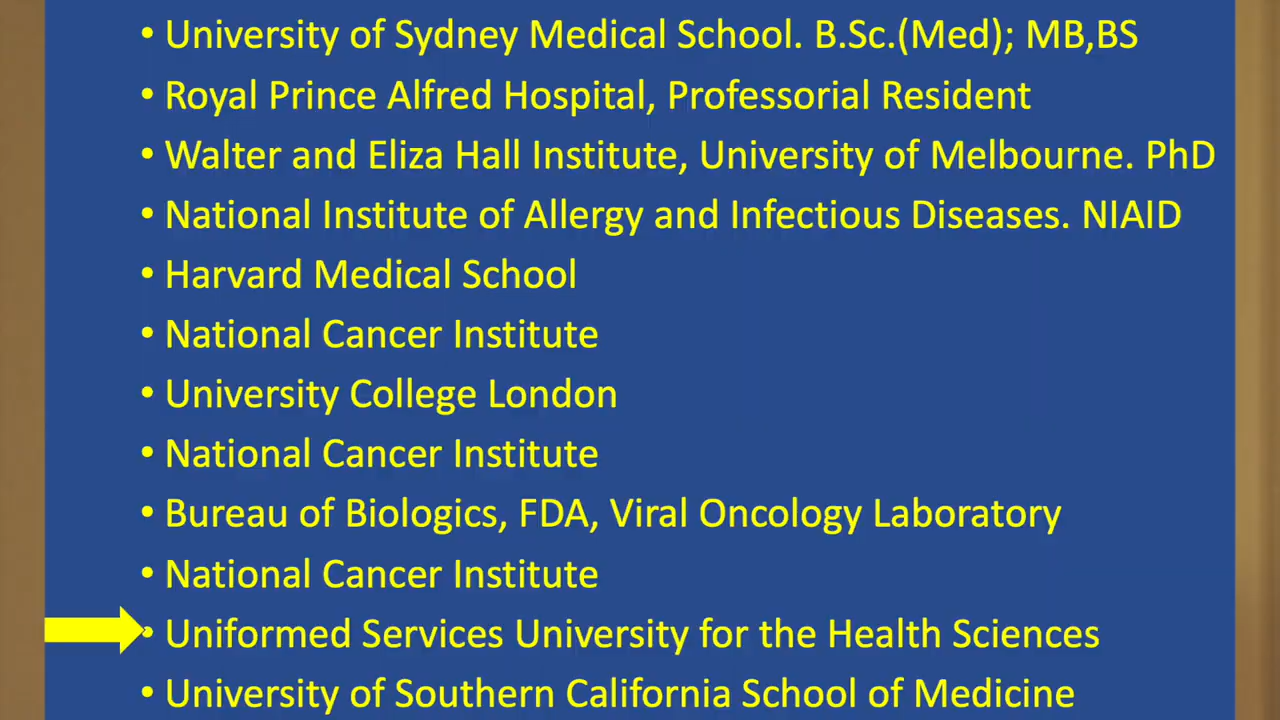 • University of Sydney Medical School. B.Sc.(Med); MB,BS
• Royal Prince Alfred Hospital, Professorial Resident
• Walter and Eliza Hall Institute, University of Melbourne. PhD
• National Institute of Allergy and Infectious Diseases. NIAID
• Harvard Medical School
• National Cancer Institute
• University College London
• National Cancer Institute
• Bureau of Biologics, FDA, Viral Oncology Laboratory
• National Cancer Institute
• Uniformed Services University for the Health Sciences
• University of Southern California School of Medicine